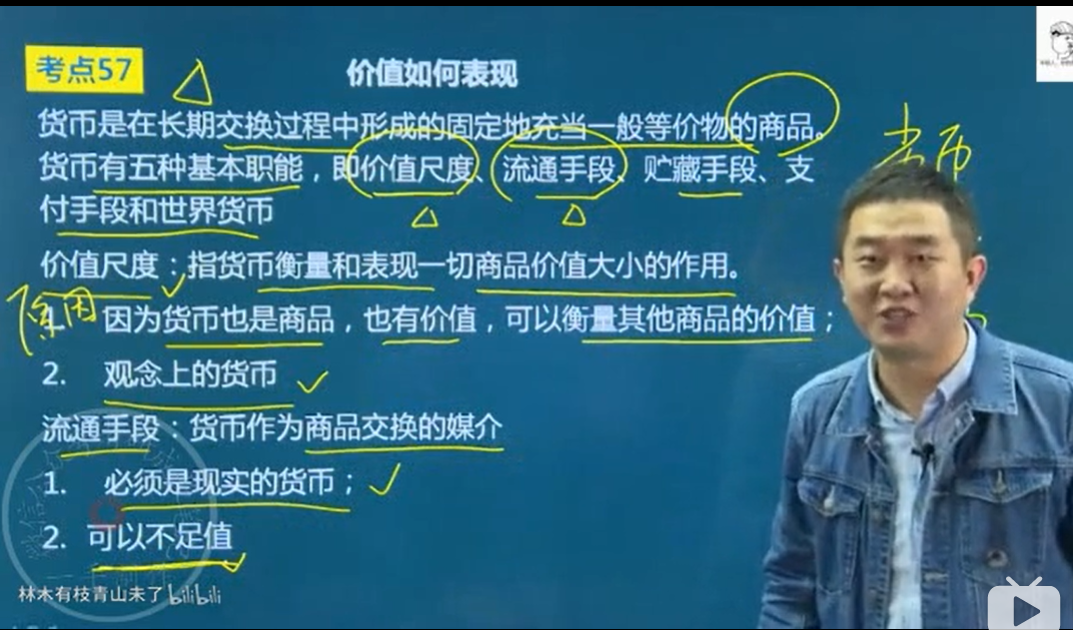 考点57
价值如何表现
货币是在长期交换过程中形成的固定地充当一般等价物的商品。
货币有五种基本职能，即价值尺度、流通手段、贮藏手段、支
付手段和世界货币
价值尺度：指货币衡量和表现一切商品价值大小的作用。
原因
1. 因为货币也是商品，也有价值，可以衡量其他商品的价值；
2. 观念上的货币
流通手段：货币作为商品交换的媒介
1. 必须是现实的货币；
2. 可以不足值
林木有枝青山未了 bilibili